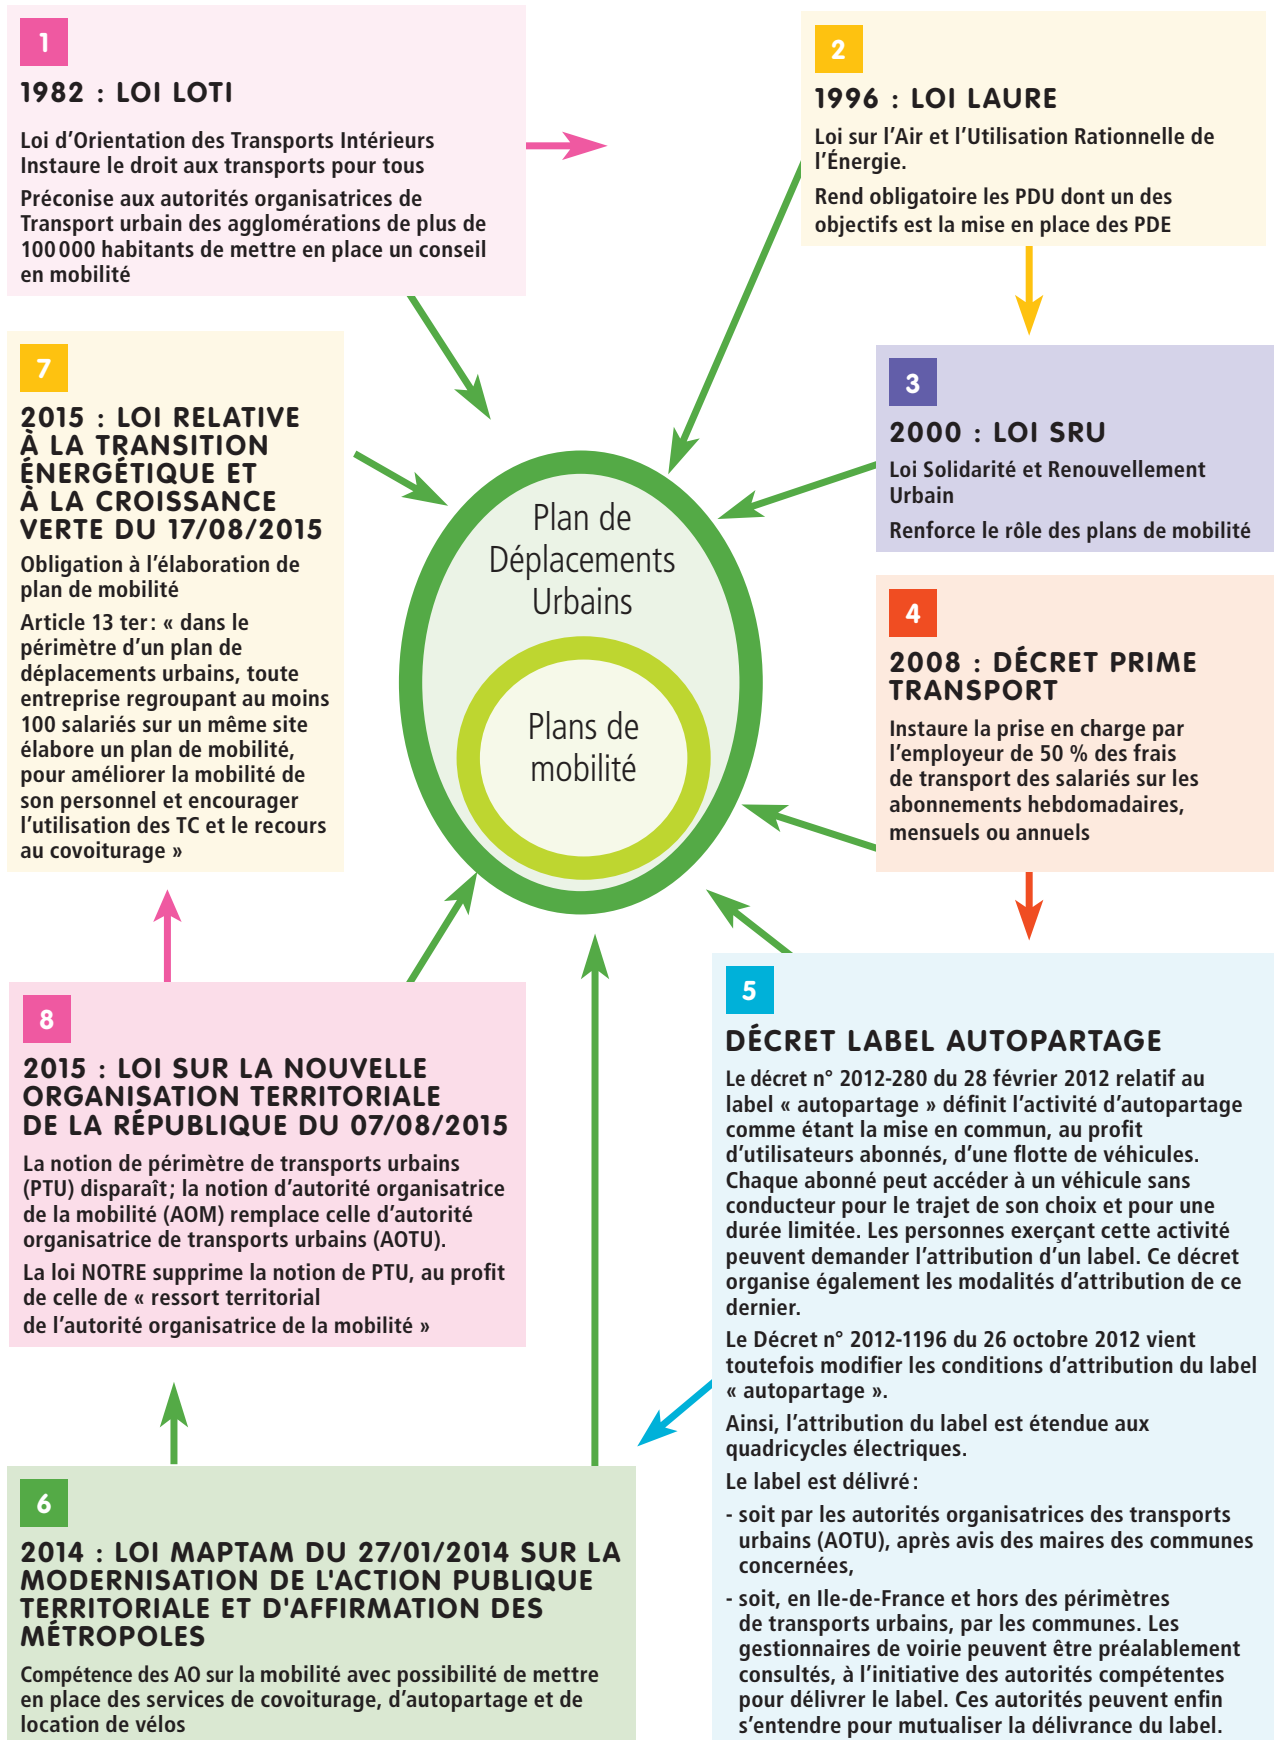 1
1982 : LOI LOTI
Loi d'Orientation des Transports Intérieurs
Instaure le droit aux transports pour tous
Préconise aux autorités organisatrices de
Transport urbain des agglomérations de plus de
100 000 habitants de mettre en place un conseil
en mobilité
2
1996 : LOI LAURE
Loi sur l'Air et l'Utilisation Rationnelle de
l'Énergie.
Rend obligatoire les PDU dont un des
objectifs est la mise en place des PDE
3
2000 : LOI SRU
Loi Solidarité et Renouvellement
Urbain
Renforce le rôle des plans de mobilité
4
2008 : DÉCRET PRIME
TRANSPORT
Instaure la prise en charge par
l'employeur de 50 % des frais
de transport des salariés sur les
abonnements hebdomadaires,
mensuels ou annuels
7
2015 : LOI RELATIVE
À LA TRANSITION
ÉNERGÉTIQUE ET
À LA CROISSANCE
VERTE DU 17/08/2015
Obligation à l'élaboration de
plan de mobilité
Article 13 ter : « dans le
périmètre d'un plan de
déplacements urbains, toute
entreprise regroupant au moins
100 salariés sur un même site
élabore un plan de mobilité,
pour améliorer la mobilité de
son personnel et encourager
l'utilisation des TC et le recours
au covoiturage »
Plan de
Déplacements
Urbains
Plans de
mobilité
8
2015 : LOI SUR LA NOUVELLE
ORGANISATION TERRITORIALE
DE LA RÉPUBLIQUE DU 07/08/2015
La notion de périmètre de transports urbains
(PTU) disparaît ; la notion d'autorité organisatrice
de la mobilité (AOM) remplace celle d'autorité
organisatrice de transports urbains (AOTU).
La loi NOTRE supprime la notion de PTU, au profit
de celle de « ressort territorial
de l'autorité organisatrice de la mobilité »
5
DÉCRET LABEL AUTOPARTAGE
Le décret n° 2012-280 du 28 février 2012 relatif au
label « autopartage » définit l'activité d'autopartage
comme étant la mise en commun, au profit
d'utilisateurs abonnés, d'une flotte de véhicules.
Chaque abonné peut accéder à un véhicule sans
conducteur pour le trajet de son choix et pour une
durée limitée. Les personnes exerçant cette activité
peuvent demander l'attribution d'un label. Ce décret
organise également les modalités d'attribution de ce
dernier.
Le Décret n° 2012-1196 du 26 octobre 2012 vient
toutefois modifier les conditions d'attribution du label
« autopartage ».
Ainsi, l'attribution du label est étendue aux
quadricycles électriques.
Le label est délivré :
- soit par les autorités organisatrices des transports
urbains (AOTU), après avis des maires des communes
concernées,
- soit, en Ile-de-France et hors des périmètres
de transports urbains, par les communes. Les
gestionnaires de voirie peuvent être préalablement
consultés, à l'initiative des autorités compétentes
pour délivrer le label. Ces autorités peuvent enfin
s'entendre pour mutualiser la délivrance du label.
6
2014 : LOI MAPTAM DU 27/01/2014 SUR LA
MODERNISATION DE L'ACTION PUBLIQUE
TERRITORIALE ET D'AFFIRMATION DES
MÉTROPOLES
Compétence des AO sur la mobilité avec possibilité de mettre
en place des services de covoiturage, d'autopartage et de
location de vélos